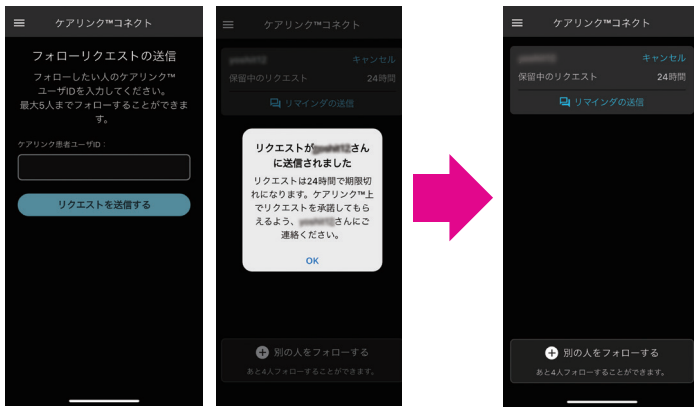 ケアリンク™コネクト
フォローリクエストの送信
フォローしたい人のケアリンク™
ユーザIDを入力してください。
最大5人までフォローすることができま
す。
ケアリンク患者ユーザID：
リクエストを送信する
ケアリンク™コネクト
キャンセル
保留中のリクエスト 24時間
リマインダの送信
リクエストが さん
に送信されました
リクエストは24時間で期限切
れになります。ケアリンク™上
でリクエストを承諾してもら
えるよう、 さんにご
連絡ください。
OK
別の人をフォローする
あと4人フォローすることができます。
ケアリンク™コネクト
キャンセル
保留中のリクエスト 24時間
リマインダの送信
別の人をフォローする
あと4人フォローすることができます。